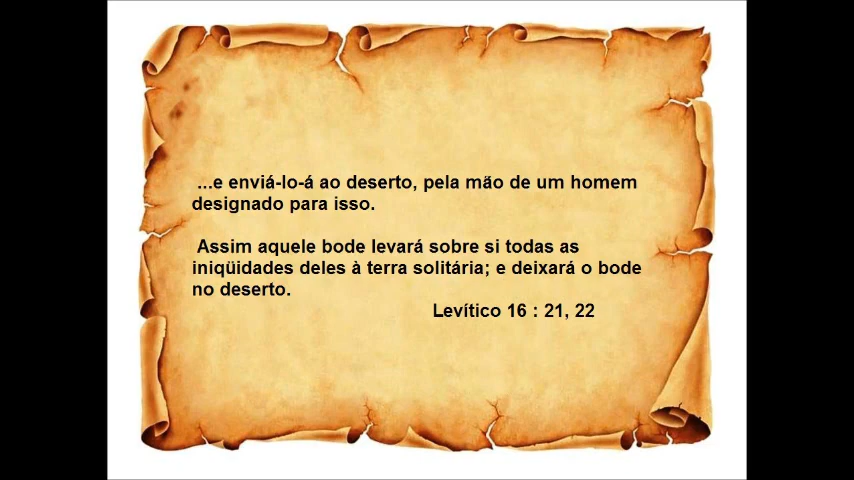 ...e enviá-lo-á ao deserto, pela mão de um homem
designado para isso.
Assim aquele bode levará sobre si todas as
iniqüidades deles à terra solitária; e deixará o bode
no deserto.
Levítico 16 : 21, 22